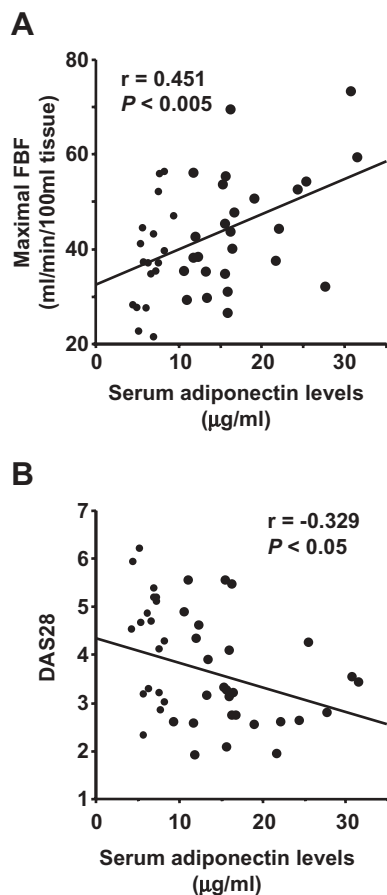 A
r = 0.451
P < 0.005
Maximal FBF
(ml/min/100ml tissue)
80
60
40
20
0
10
20
30
Serum adiponectin levels
(μg/ml)
B
r = -0.329
P < 0.05
DAS28
7
6
5
4
3
2
1
0
10
20
30
Serum adiponectin levels
(μg/ml)